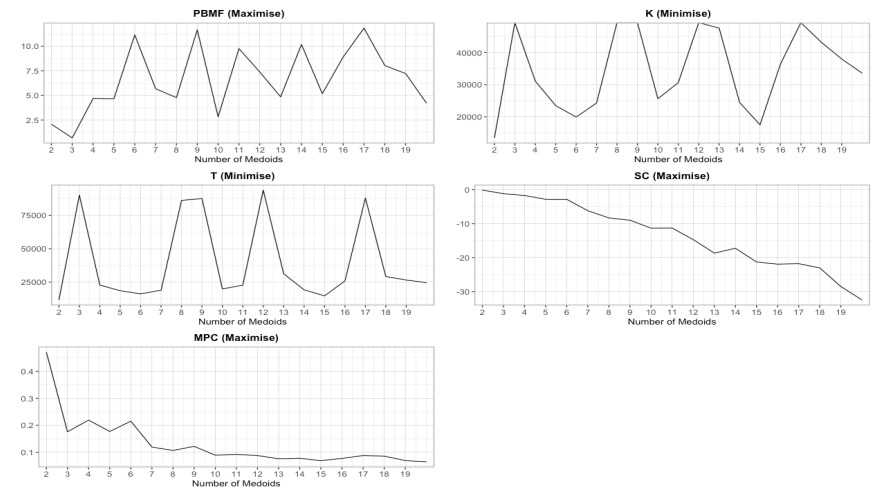 PBMF (Maximise)
10.0
7.5
5.0
2.5
2 3 4 5 6 7 8 9 10 11 12 13 14 15 16 17 18 19
Number of Medoids
K (Minimise)
40000
30000
20000
2 3 4 5 6 7 8 9 10 11 12 13 14 15 16 17 18 19
Number of Medoids
T (Minimise)
75000
50000
25000
2 3 4 5 6 7 8 9 10 11 12 13 14 15 16 17 18 19
Number of Medoids
SC (Maximise)
0
-10
-20
-30
2 3 4 5 6 7 8 9 10 11 12 13 14 15 16 17 18 19
Number of Medoids
MPC (Maximise)
0.4
0.3
0.2
0.1
2 3 4 5 6 7 8 9 10 11 12 13 14 15 16 17 18 19
Number of Medoids